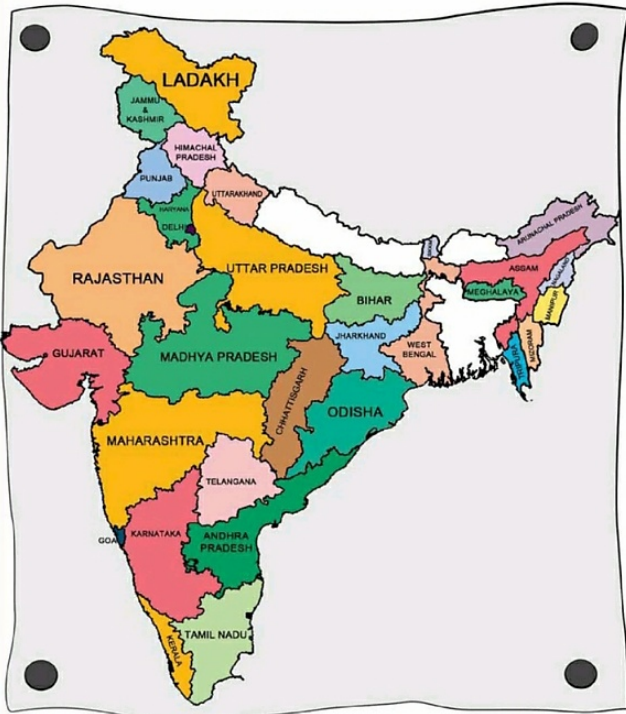 LADAKH
JAMMU
&
KASHMIR
HIMACHAL
PRADESH
PUNJAB
UTTARAKHAND
HARYANA
DELHI
ARUNACHAL PRADESH
RAJASTHAN
UTTAR PRADESH
ASSAM
NAGALAND
BIHAR
MEGHALAYA
MANIPUR
JHARKHAND
WEST
BENGAL
TRIPURA
MIZORAM
GUJARAT
MADHYA PRADESH
CHHATTISGARH
ODISHA
MAHARASHTRA
TELANGANA
GOA
KARNATAKA
ANDHRA
PRADESH
KERALA
TAMIL NADU